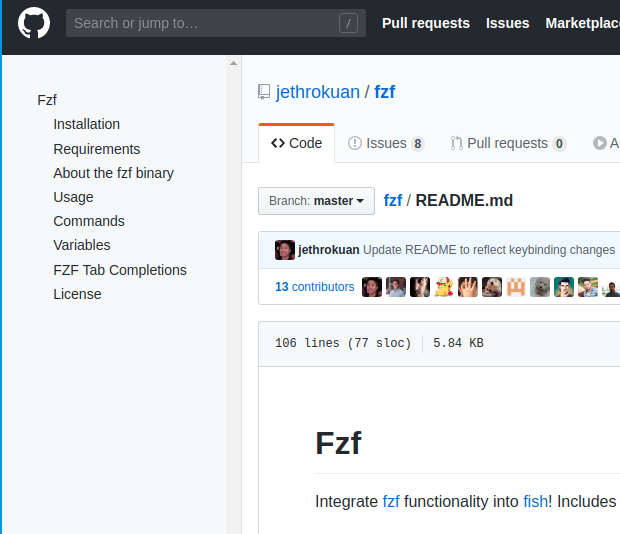 Search or jump to… /
Pull requests Issues Marketplac
Fzf
Installation
Requirements
About the fzf binary
Usage
Commands
Variables
FZF Tab Completions
License
jethrokuan / fzf
Code Issues 8 Pull requests 0 A
Branch: master fzf / README.md
jethrokuan Update README to reflect keybinding changes
13 contributors
106 lines (77 sloc) 5.84 KB
Fzf
Integrate fzf functionality into fish! Includes